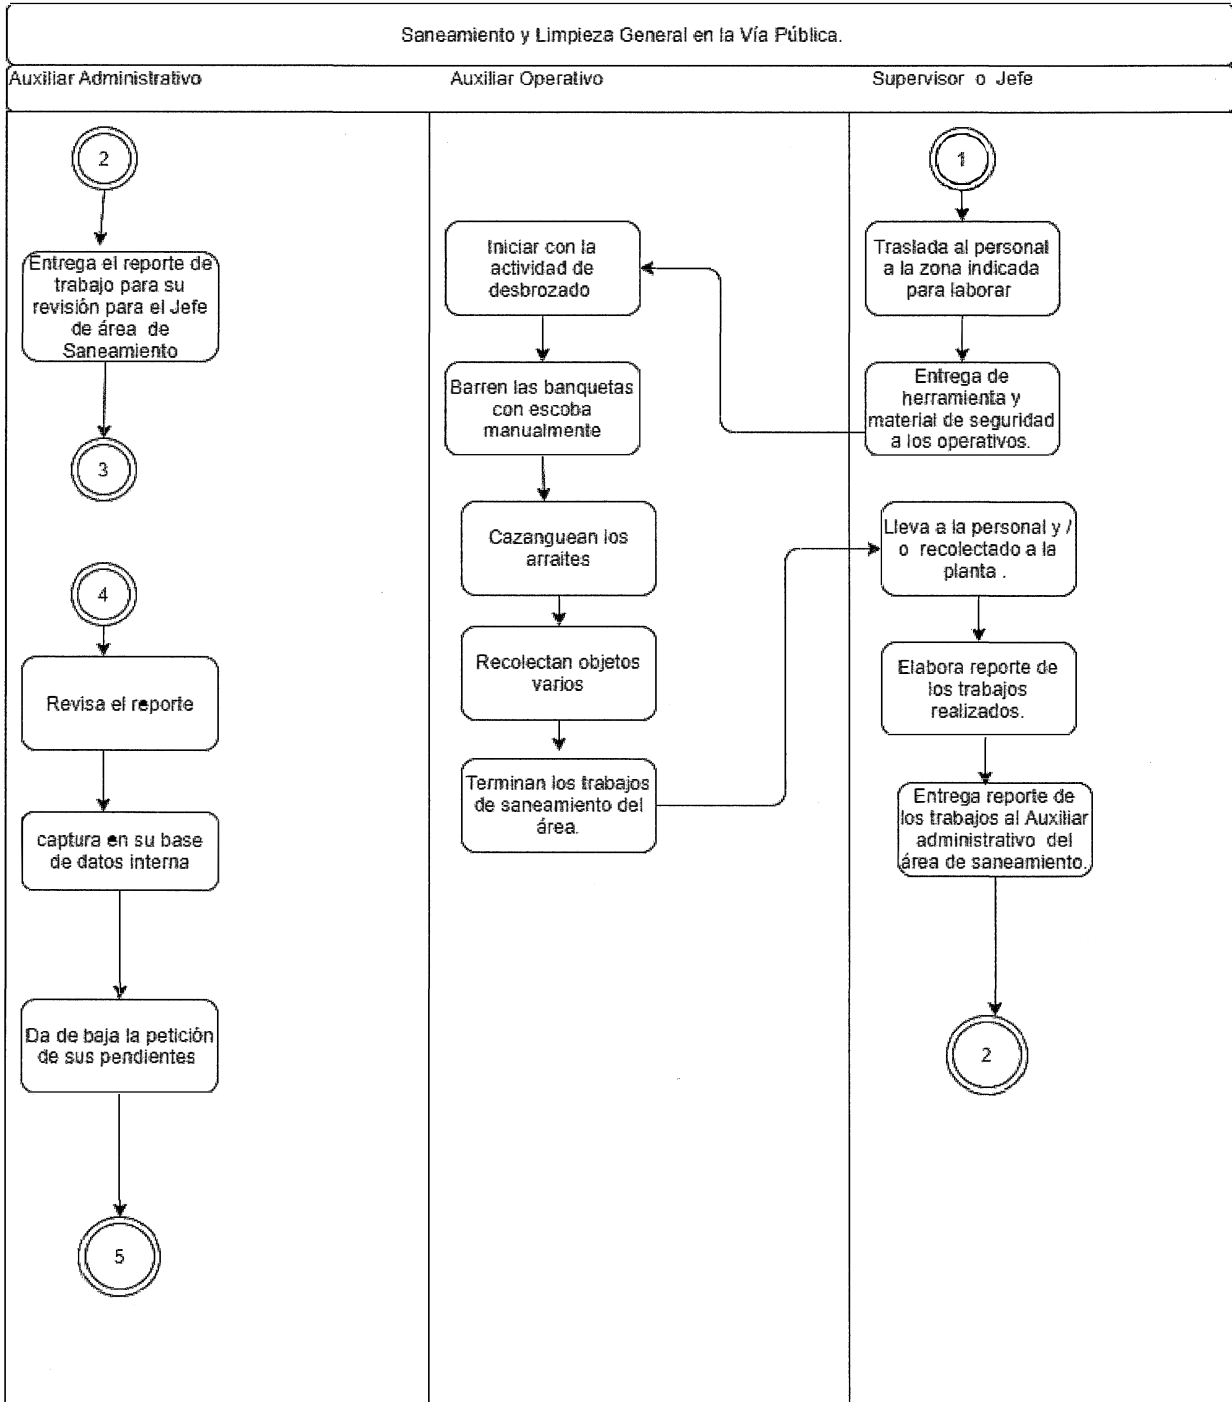 Saneamiento y Limpieza General en la Vía Pública.
Auxiliar Administrativo
Auxiliar Operativo
Supervisor o Jefe
2
Entrega el reporte de
trabajo para su
revisión para el Jefe
de área de
Saneamiento
3
4
Revisa el reporte
captura en su base
de datos interna
Da de baja la petición
de sus pendientes
5
Iniciar con la
actividad de
desbrozado
Barren las banquetas
con escoba
manualmente
Cazanguean los
arraites
Recolectan objetos
varios
Terminan los trabajos
de saneamiento del
área.
1
Traslada al personal
a la zona indicada
para laborar
Entrega de
herramienta y
material de seguridad
a los operativos.
Lleva a la personal y /
o recolectado a la
planta .
Elabora reporte de
los trabajos
realizados.
Entrega reporte de
los trabajos al Auxiliar
administrativo del
área de saneamiento.
2